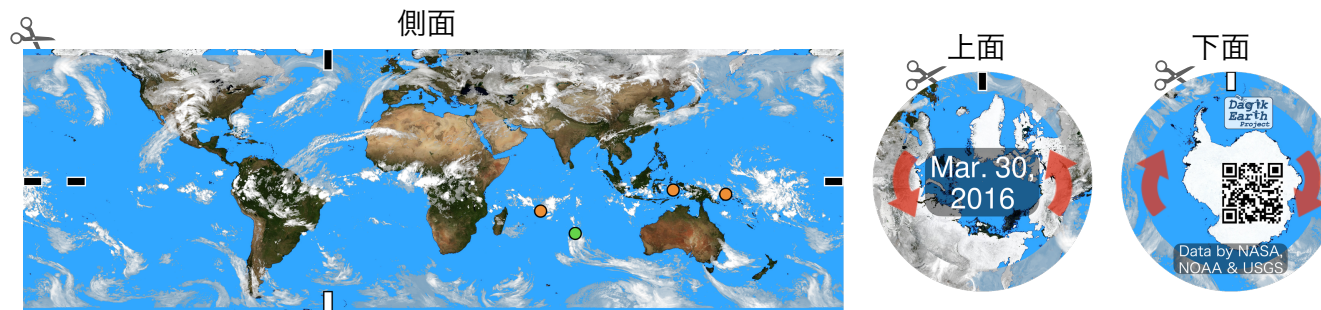 側面
上面
下面
Mar. 30,
2016
Dagik
Earth
Project
Data by NASA,
NOAA & USGS